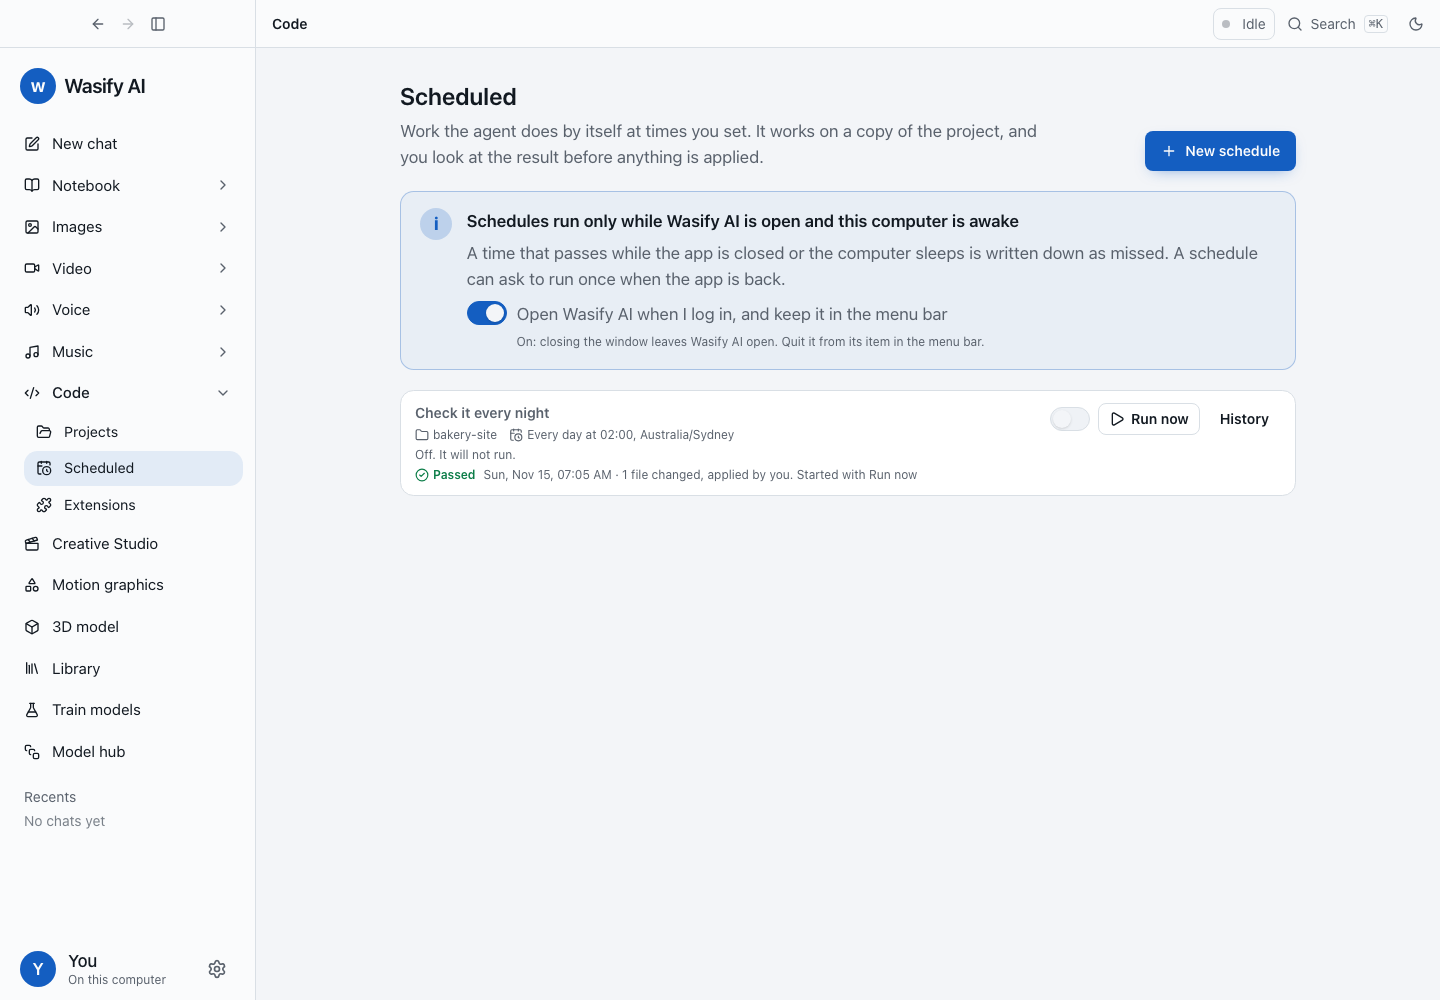 Code
Idle
Search ⌘K
W Wasify AI
New chat
Notebook
Images
Video
Voice
Music
Code
Projects
Scheduled
Extensions
Creative Studio
Motion graphics
3D model
Library
Train models
Model hub
Recents
No chats yet
Y
You
On this computer
Scheduled
Work the agent does by itself at times you set. It works on a copy of the project, and
you look at the result before anything is applied.
New schedule
i
Schedules run only while Wasify AI is open and this computer is awake
A time that passes while the app is closed or the computer sleeps is written down as missed. A schedule
can ask to run once when the app is back.
Open Wasify AI when I log in, and keep it in the menu bar
On: closing the window leaves Wasify AI open. Quit it from its item in the menu bar.
Check it every night
bakery-site Every day at 02:00, Australia/Sydney
Off. It will not run.
Passed Sun, Nov 15, 07:05 AM · 1 file changed, applied by you. Started with Run now
Run now
History